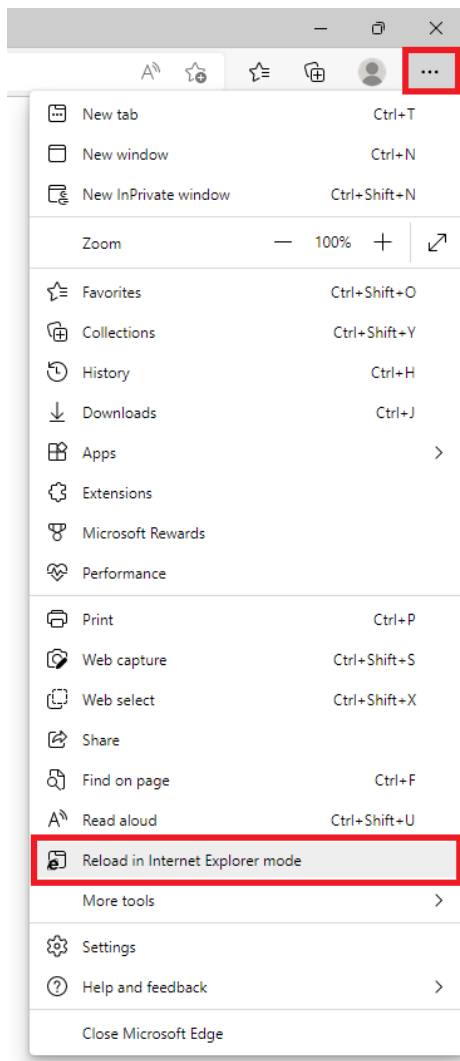 New tab Ctrl+T
New window Ctrl+N
New InPrivate window Ctrl+Shift+N
Zoom — 100% +
Favorites Ctrl+Shift+O
Collections Ctrl+Shift+Y
History Ctrl+H
Downloads Ctrl+J
Apps
Extensions
Microsoft Rewards
Performance
Print Ctrl+P
Web capture Ctrl+Shift+S
Web select Ctrl+Shift+X
Share
Find on page Ctrl+F
Read aloud Ctrl+Shift+U
Reload in Internet Explorer mode
More tools
Settings
Help and feedback
Close Microsoft Edge